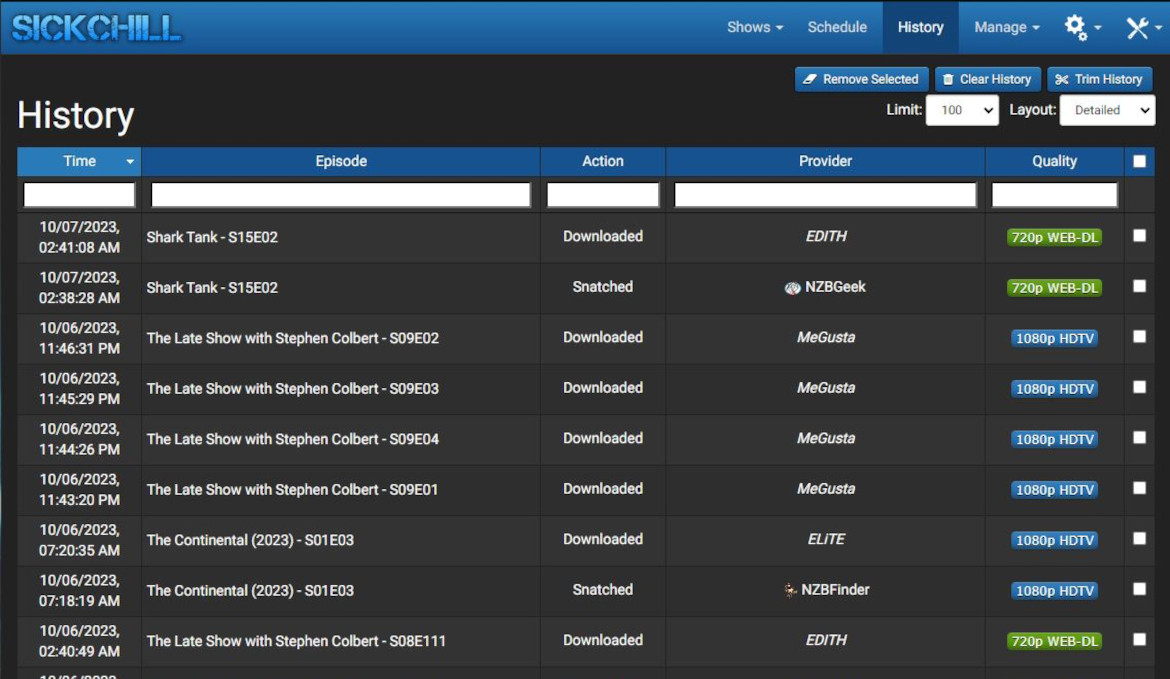 SICKCHILL Shows Schedule History Manage
Remove Selected Clear History Trim History
History
Limit: 100 Layout: Detailed
Time Episode Action Provider Quality
10/07/2023,
02:41:08 AM Shark Tank - S15E02 Downloaded EDITH 720p WEB-DL
10/07/2023,
02:38:28 AM Shark Tank - S15E02 Snatched NZBGeek 720p WEB-DL
10/06/2023,
11:46:31 PM The Late Show with Stephen Colbert - S09E02 Downloaded MeGusta 1080p HDTV
10/06/2023,
11:45:29 PM The Late Show with Stephen Colbert - S09E03 Downloaded MeGusta 1080p HDTV
10/06/2023,
11:44:26 PM The Late Show with Stephen Colbert - S09E04 Downloaded MeGusta 1080p HDTV
10/06/2023,
11:43:20 PM The Late Show with Stephen Colbert - S09E01 Downloaded MeGusta 1080p HDTV
10/06/2023,
07:20:35 AM The Continental (2023) - S01E03 Downloaded ELiTE 1080p HDTV
10/06/2023,
07:18:19 AM The Continental (2023) - S01E03 Snatched NZBFinder 1080p HDTV
10/06/2023,
02:40:49 AM The Late Show with Stephen Colbert - S08E111 Downloaded EDITH 720p WEB-DL